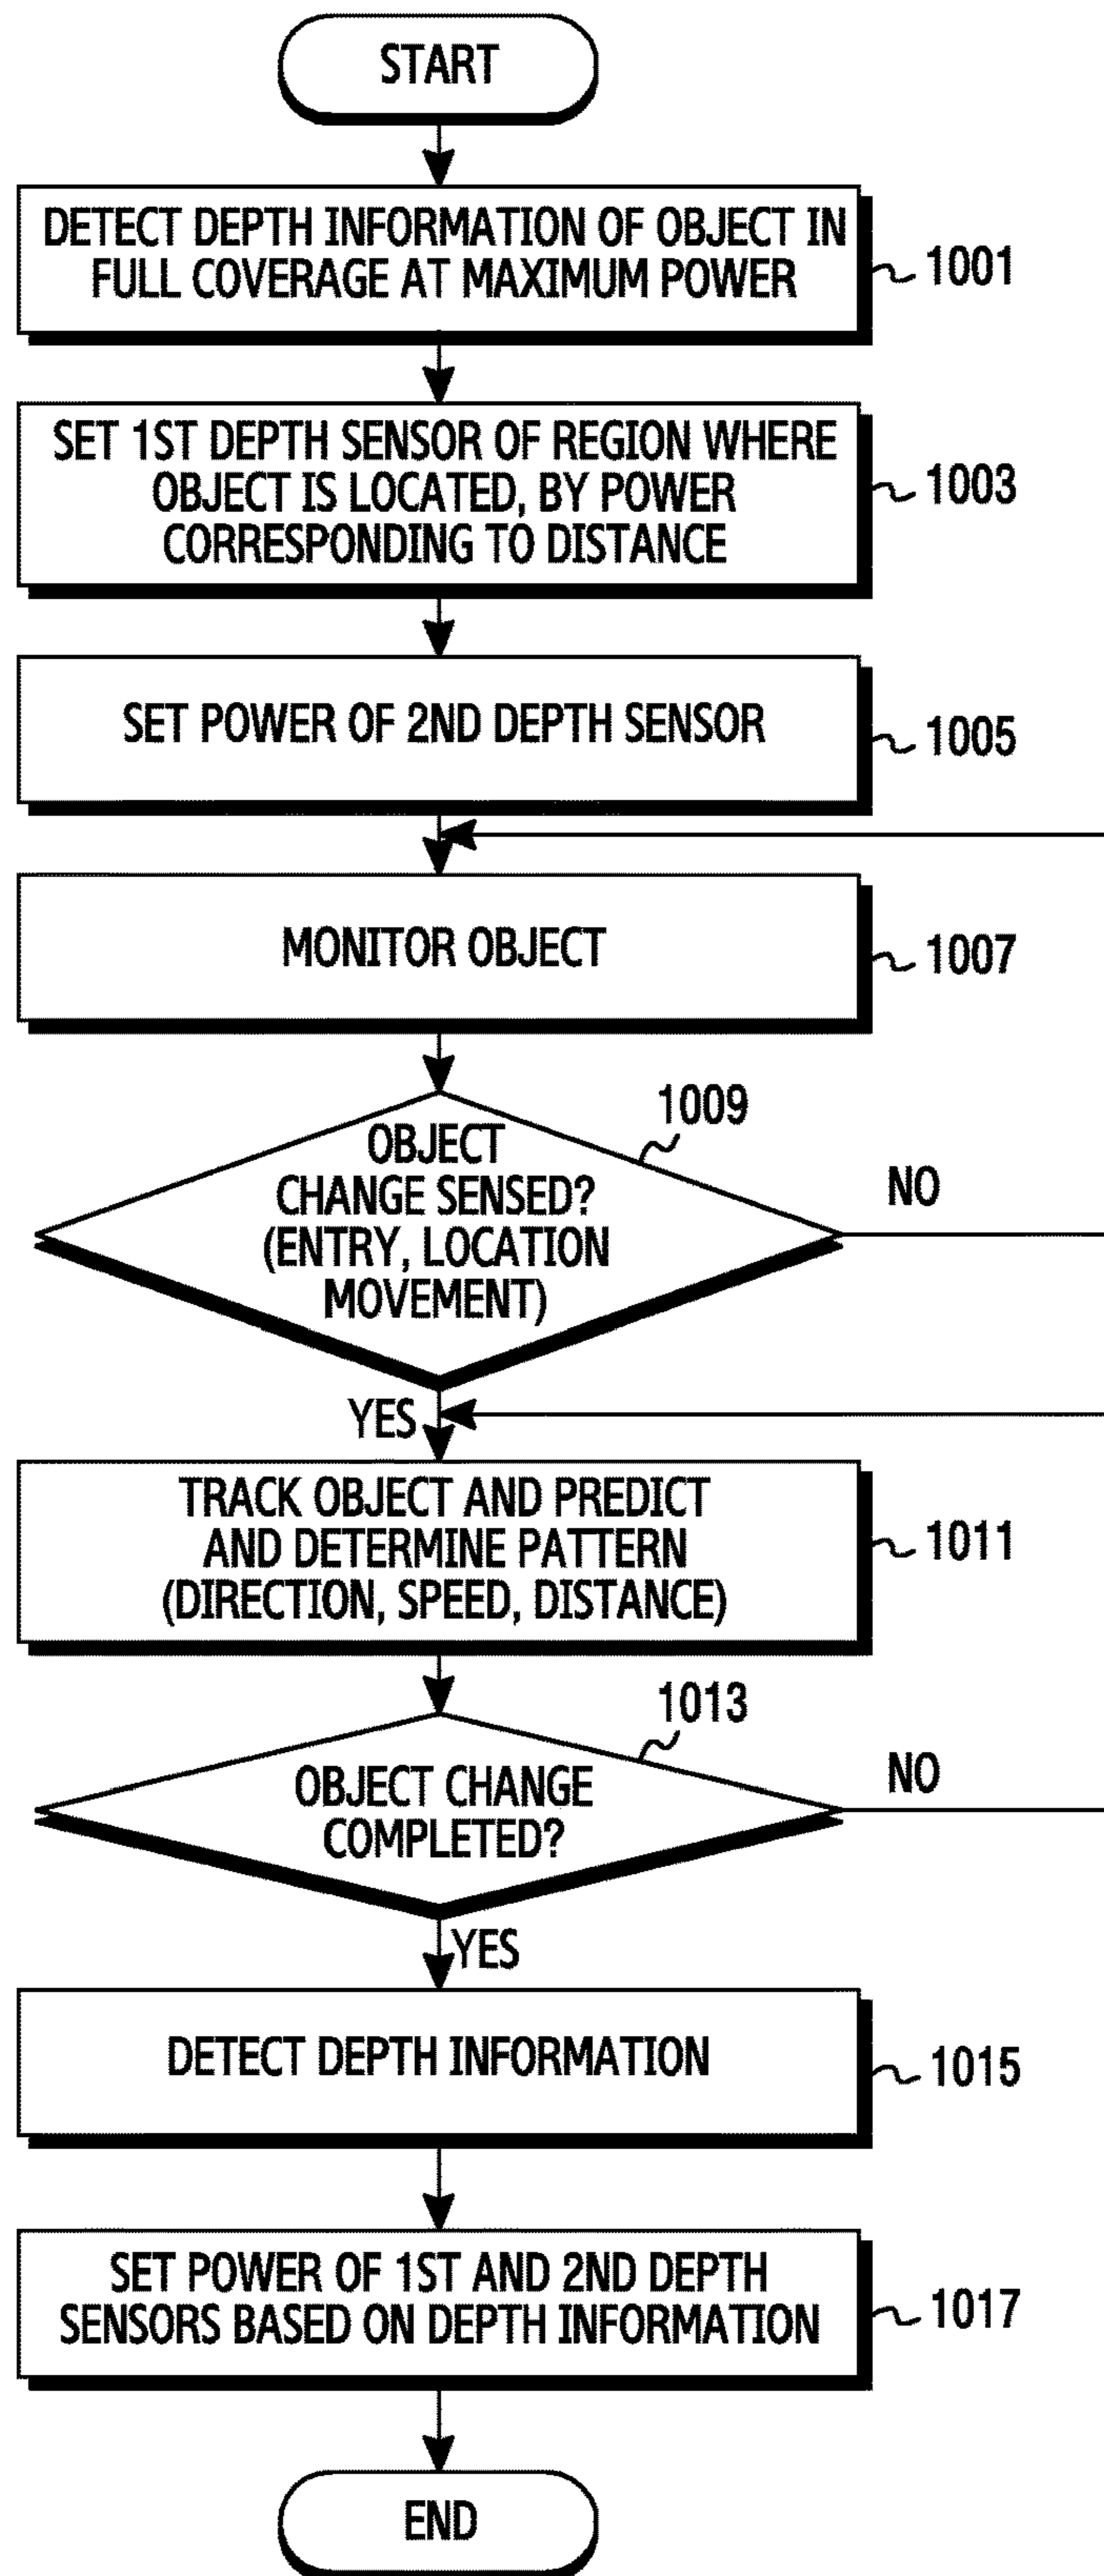 START
DETECT DEPTH INFORMATION OF OBJECT IN
FULL COVERAGE AT MAXIMUM POWER
1001
SET 1ST DEPTH SENSOR OF REGION WHERE
OBJECT IS LOCATED, BY POWER
CORRESPONDING TO DISTANCE
1003
SET POWER OF 2ND DEPTH SENSOR
1005
MONITOR OBJECT
1007
1009
OBJECT
CHANGE SENSED?
(ENTRY, LOCATION
MOVEMENT)
NO
YES
TRACK OBJECT AND PREDICT
AND DETERMINE PATTERN
(DIRECTION, SPEED, DISTANCE)
1011
1013
OBJECT CHANGE
COMPLETED?
NO
YES
DETECT DEPTH INFORMATION
1015
SET POWER OF 1ST AND 2ND DEPTH
SENSORS BASED ON DEPTH INFORMATION
1017
END